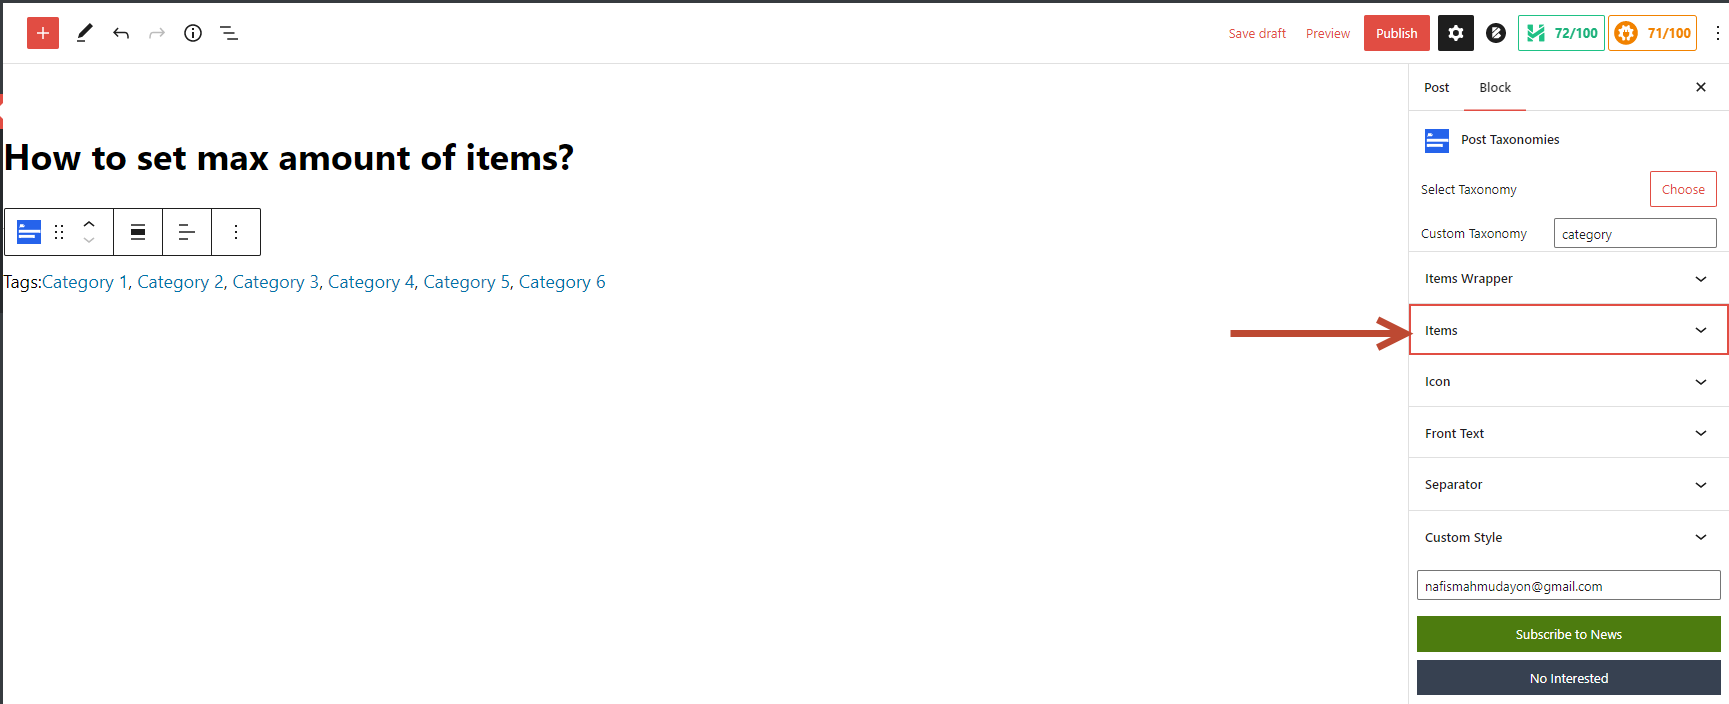 Save draft
Preview
Publish
72/100
71/100
Post
Block
How to set max amount of items?
Tags:Category 1, Category 2, Category 3, Category 4, Category 5, Category 6
Post Taxonomies
Select Taxonomy
Choose
Custom Taxonomy
category
Items Wrapper
Items
Icon
Front Text
Separator
Custom Style
nafismahmudayon@gmail.com
Subscribe to News
No Interested